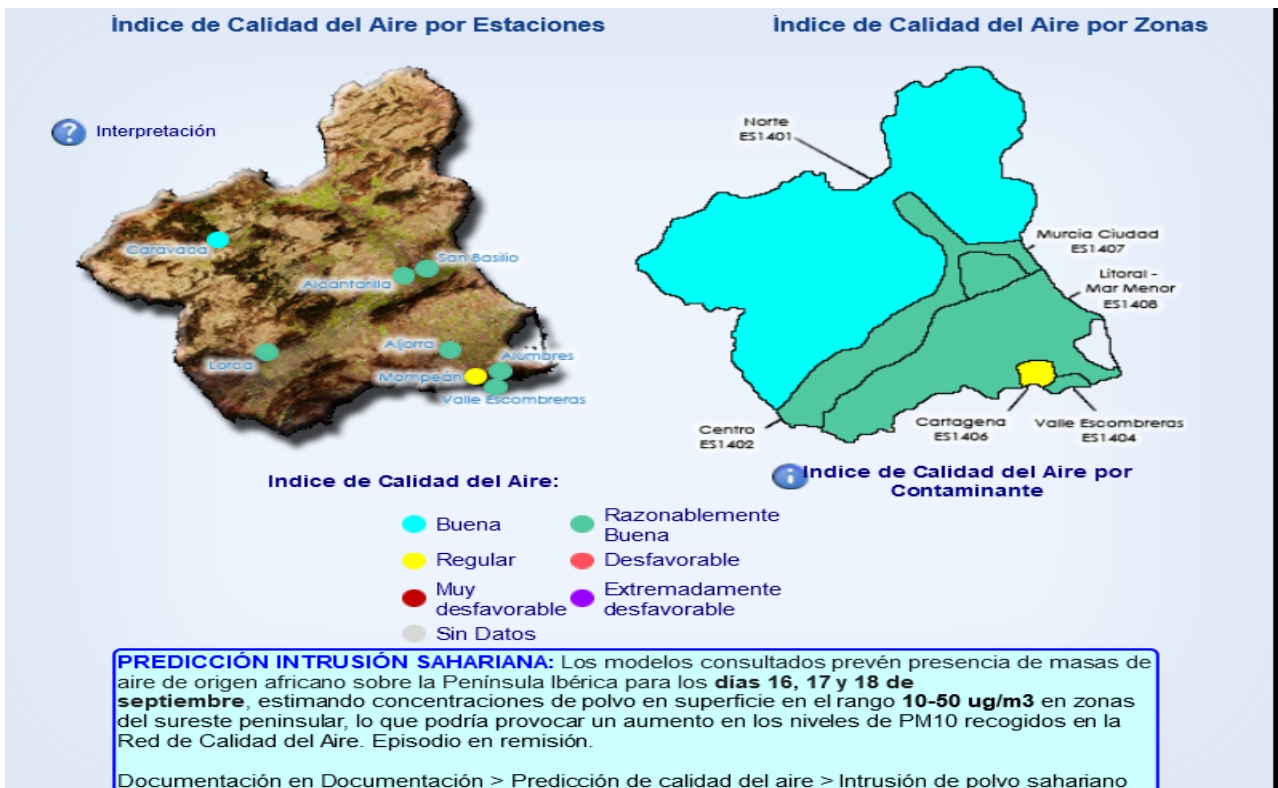 Índice de Calidad del Aire por Estaciones
Índice de Calidad del Aire por Zonas
Interpretación
Caravaca
San Basilio
Alcantarilla
Lorca
Aljorra
Alumbres
Mompeán
Valle Escombreras
Norte
ES1401
Murcia Ciudad
ES1407
Litoral -
Mar Menor
ES1408
Centro
ES1402
Cartagena
ES1406
Valle Escombreras
ES1404
Indice de Calidad del Aire:
Indice de Calidad del Aire por
Contaminante
Buena
Razonablemente
Buena
Regular
Desfavorable
Muy
desfavorable
Extremadamente
desfavorable
Sin Datos
PREDICCIÓN INTRUSIÓN SAHARIANA: Los modelos consultados prevén presencia de masas de
aire de origen africano sobre la Península Ibérica para los días 16, 17 y 18 de
septiembre, estimando concentraciones de polvo en superficie en el rango 10-50 ug/m3 en zonas
del sureste peninsular, lo que podría provocar un aumento en los niveles de PM10 recogidos en la
Red de Calidad del Aire. Episodio en remisión.
Documentación en Documentación > Predicción de calidad del aire > Intrusión de polvo sahariano